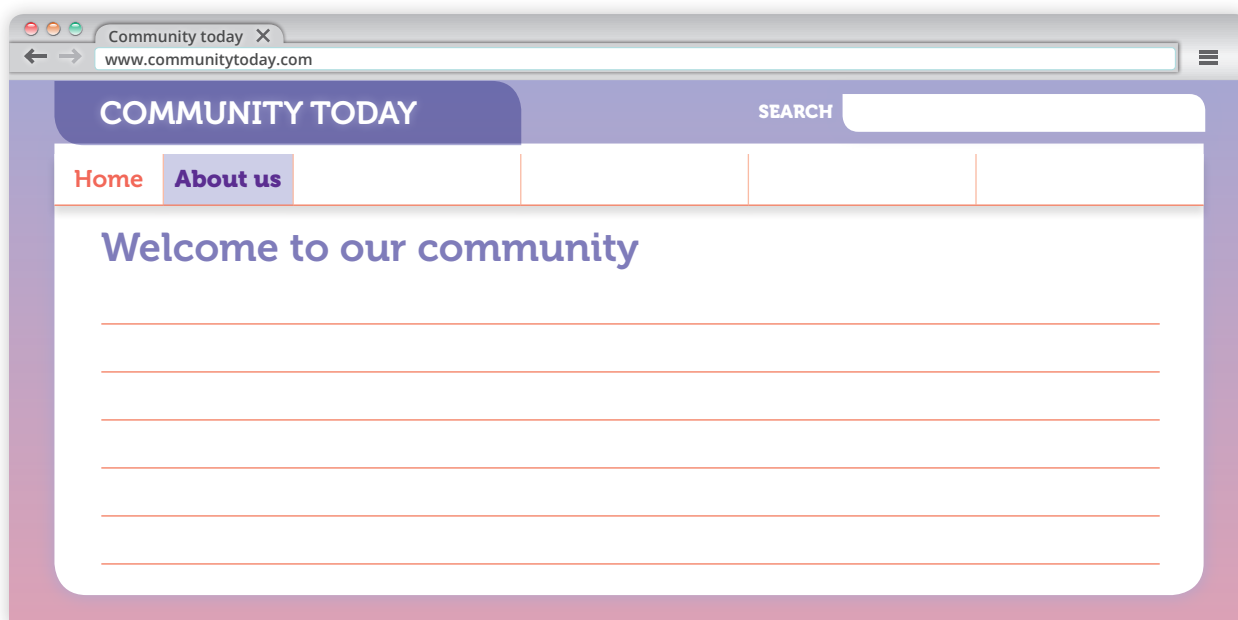 Community today
www.communitytoday.com
COMMUNITY TODAY
SEARCH
Home About us
Welcome to our community